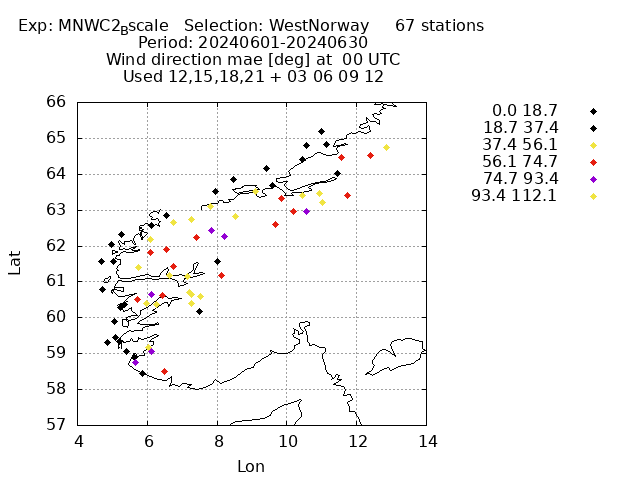 Exp: MNWC2_Bscale Selection: WestNorway 67 stations
Period: 20240601-20240630
Wind direction mae [deg] at 00 UTC
Used 12,15,18,21 + 03 06 09 12
0.0 18.7
18.7 37.4
37.4 56.1
56.1 74.7
74.7 93.4
93.4 112.1
66
65
64
63
62
61
60
59
58
57
4 6 8 10 12 14
Lat
Lon